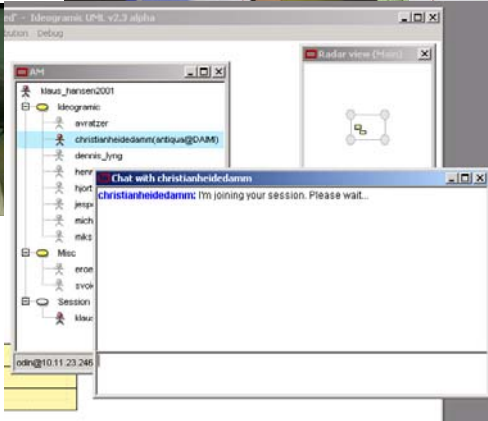 ed" - Ideogramic UML v2.3 alpha
bution Debug
Radar view (Main)
AM
klaus_hansen2001
Ideogramic
avratzer
christianheidedamm(antiqua@DAIMI)
dennis_lyng
henr
hjort
jesp
mich
mks
Misc
eroe
svok
Session
klau
odin@10.11.23.246
Chat with christianheidedamm
christianheidedamm: I'm joining your session. Please wait...